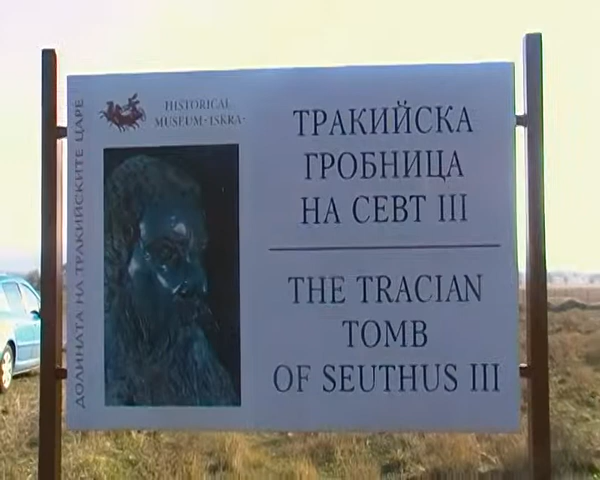 ДОЛИНАТА НА ТРАКИЙСКИТЕ ЦАРЕ
HISTORICAL
MUSEUM-ISKRA-
ТРАКИЙСКА
ГРОБНИЦА
НА СЕВТ III
THE TRACIAN
TOMB
OF SEUTHUS III